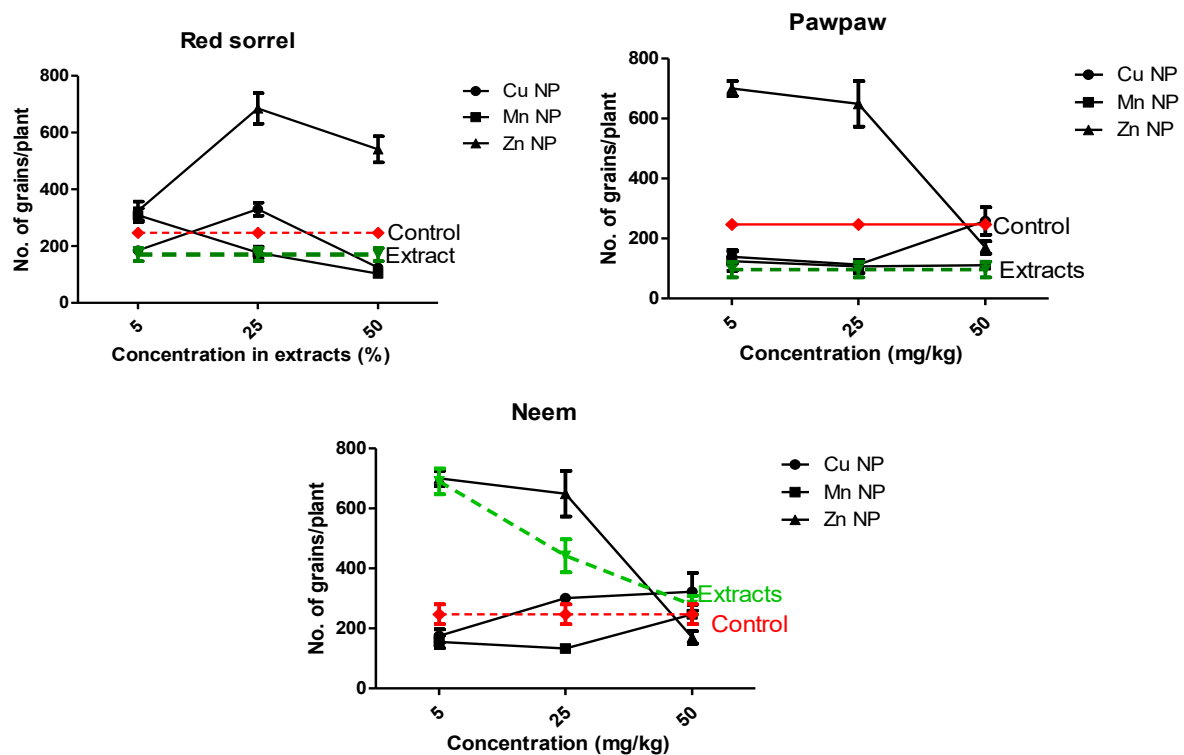 Red sorrel
No. of grains/plant
800
600
400
200
0
5
25
50
Concentration in extracts (%)
Cu NP
Mn NP
Zn NP
Control
Extract
Pawpaw
No. of grains/plant
800
600
400
200
0
5
25
50
Concentration (mg/kg)
Cu NP
Mn NP
Zn NP
Control
Extracts
Neem
No. of grains/plant
800
600
400
200
0
5
25
50
Concentration (mg/kg)
Cu NP
Mn NP
Zn NP
Extracts
Control